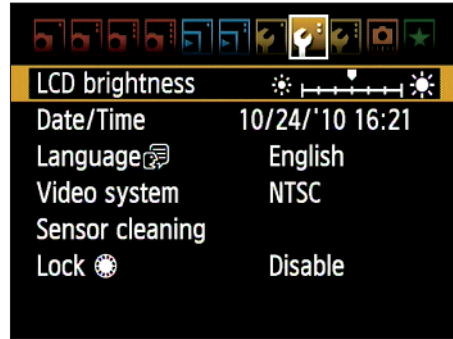 LCD brightness
Date/Time 10/24/'10 16:21
Language English
Video system NTSC
Sensor cleaning
Lock Disable